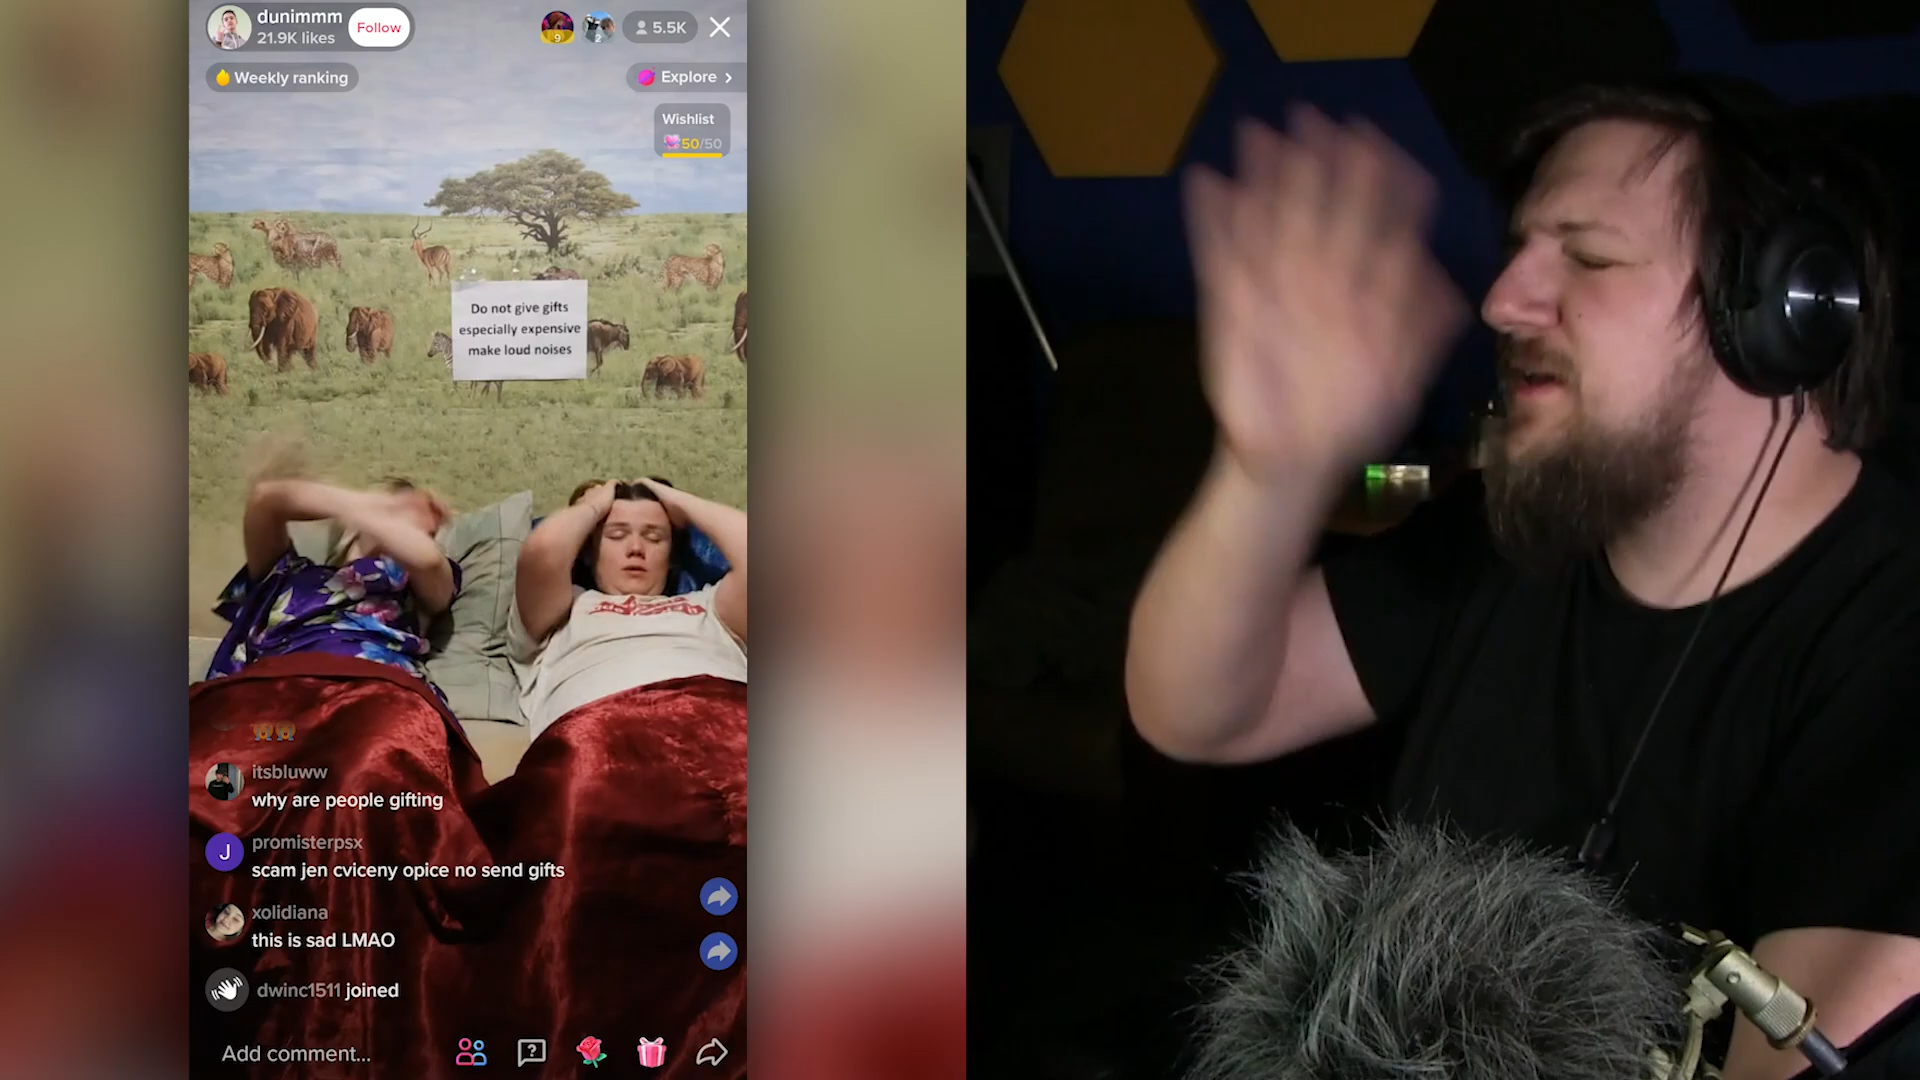 dunimmm
21.9K likes
Follow
9
2
5.5K
Weekly ranking
Explore
Wishlist
50/50
Do not give gifts
especially expensive
make loud noises
itsbluww
why are people gifting
J
promisterpsx
scam jen cviceny opice no send gifts
xolidiana
this is sad LMAO
dwinc1511 joined
Add comment...